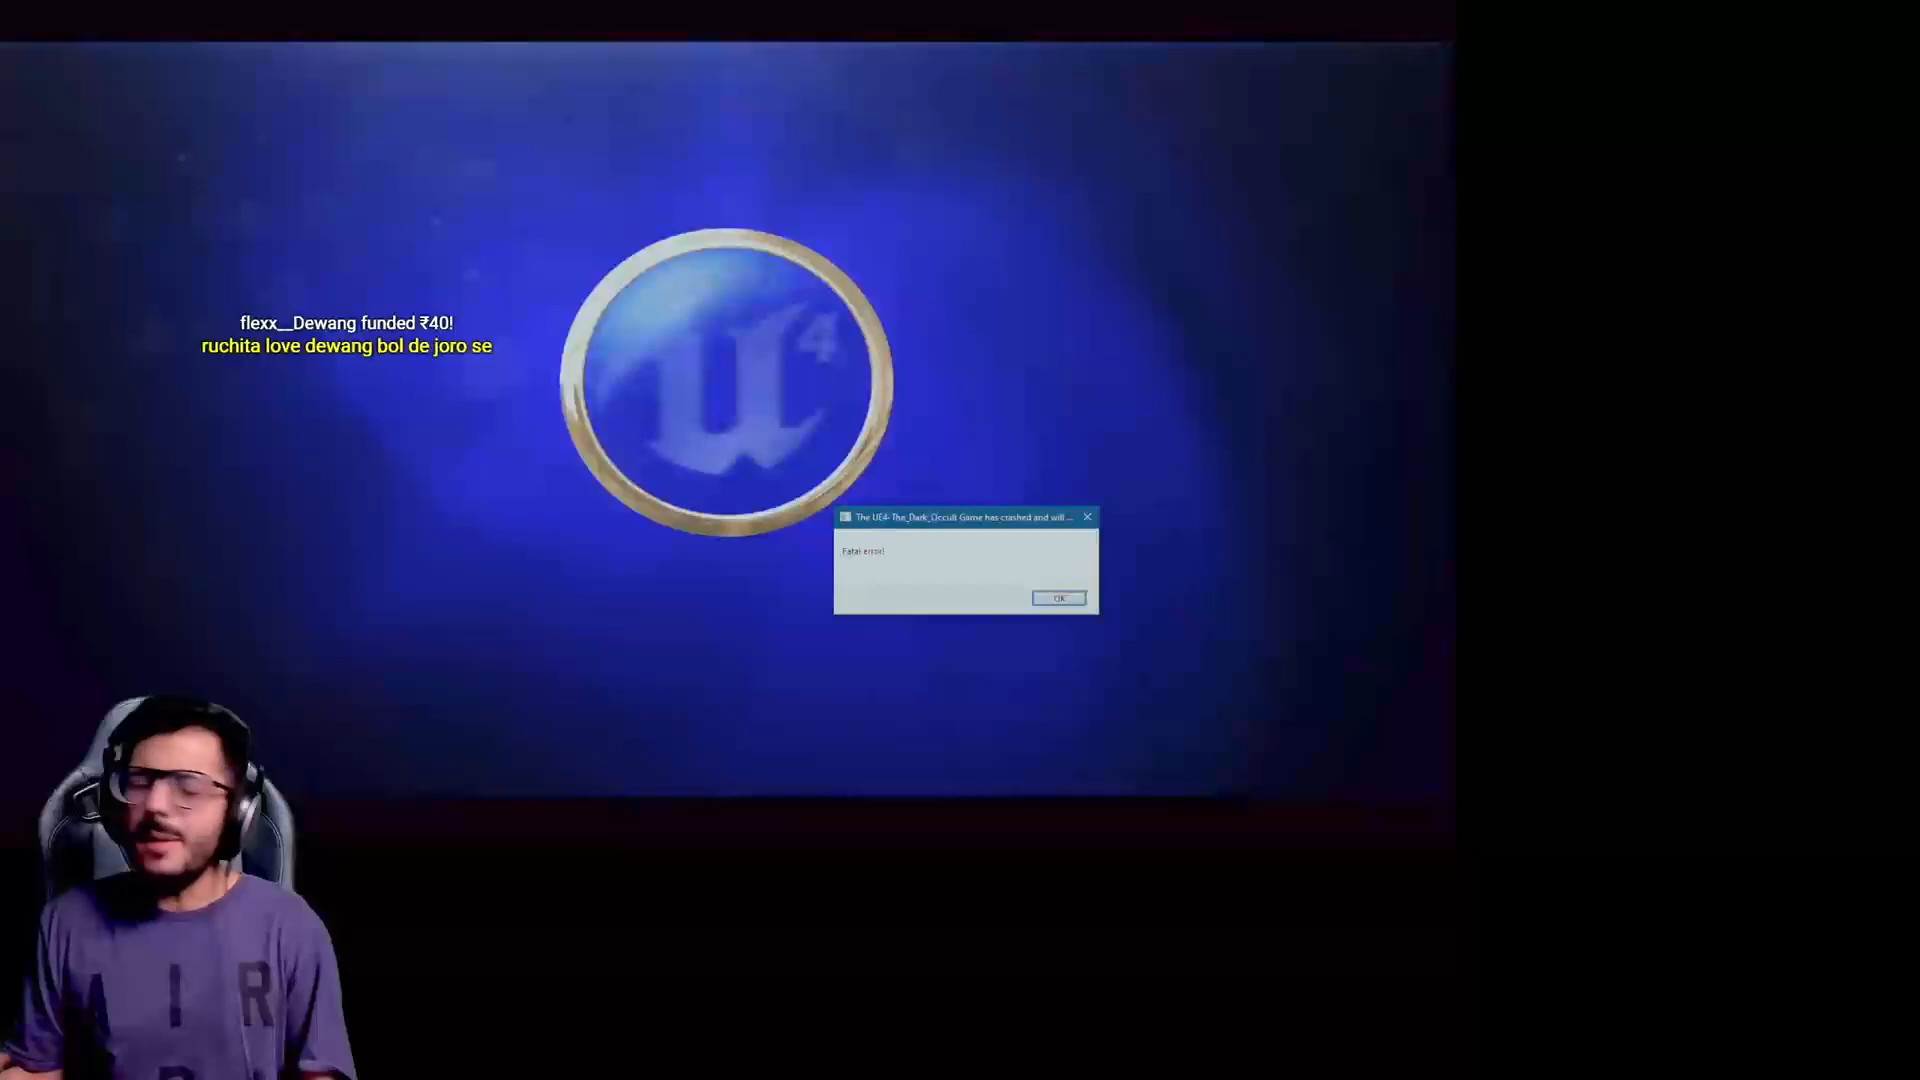 U4
flexx__Dewang funded ₹40!
ruchita love dewang bol de joro se
The UE4-The_Dark_Occult Game has crashed and will ...
Fatal error!
OK
I R